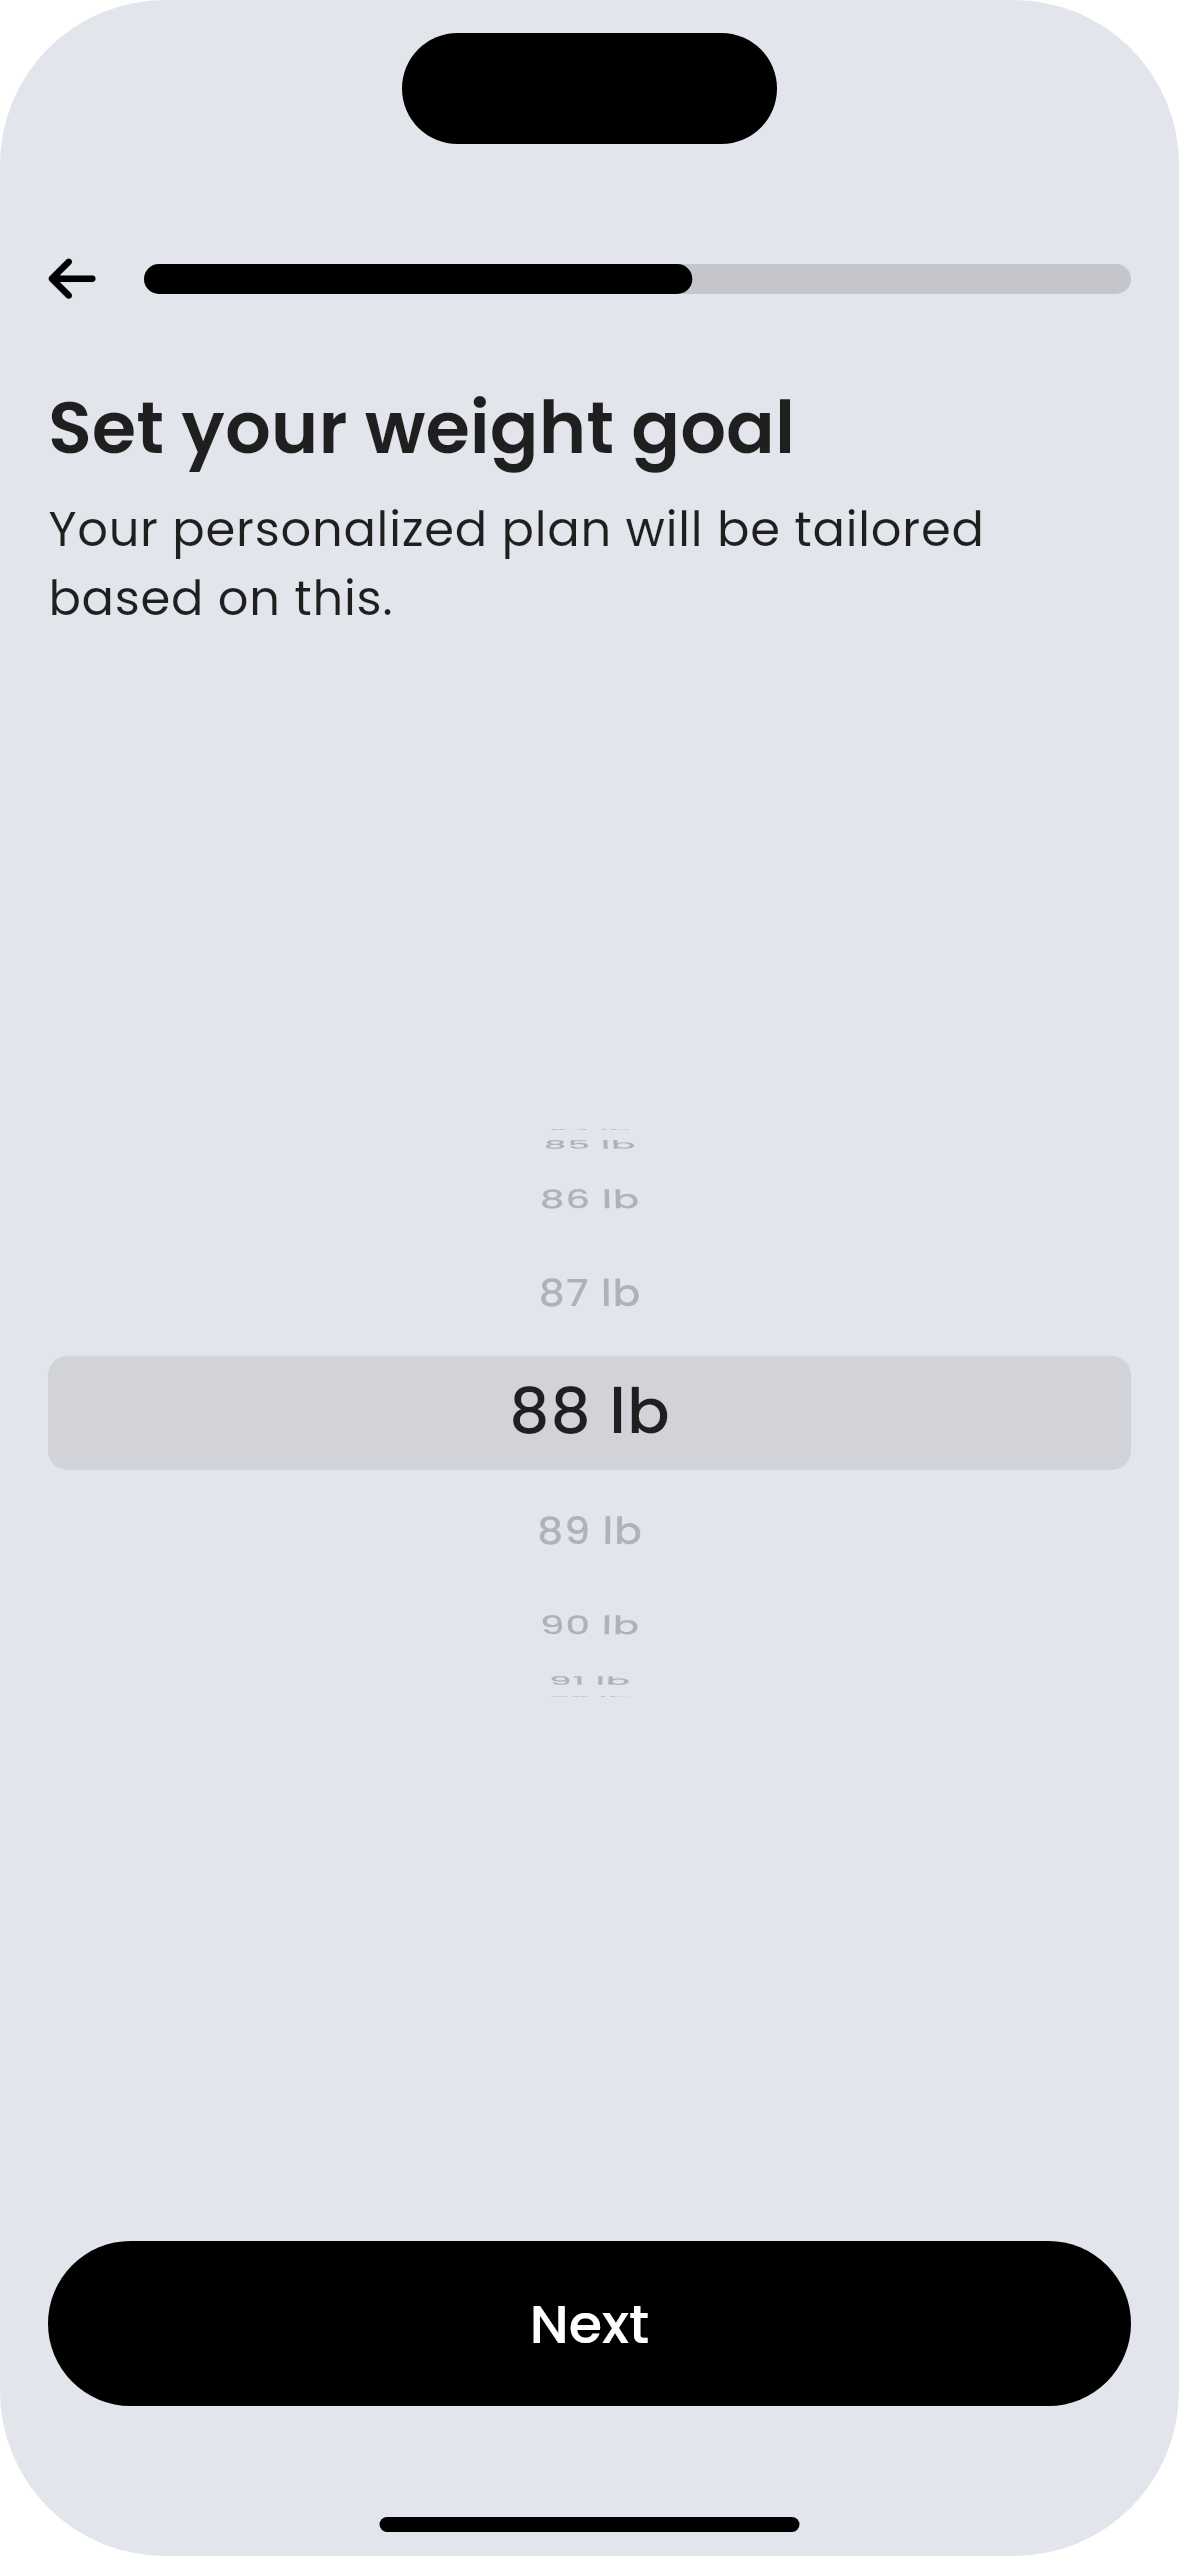 Set your weight goal
Your personalized plan will be tailored
based on this.
85 lb
86 lb
87 lb
88 lb
89 lb
90 lb
91 lb
Next